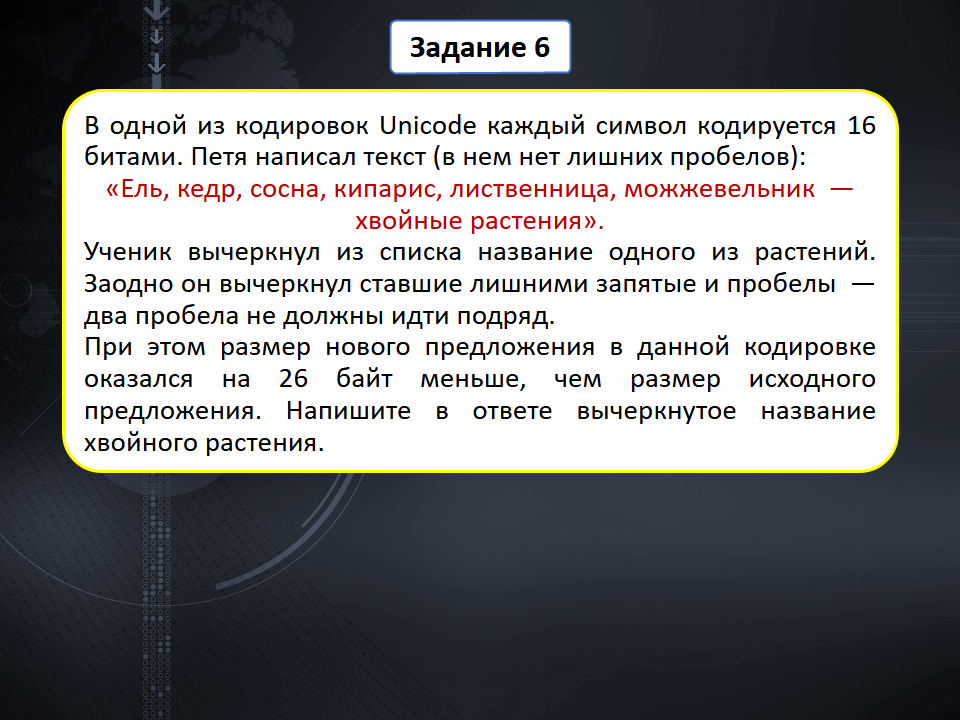 Задание 6
В одной из кодировок Unicode каждый символ кодируется 16
битами. Петя написал текст (в нем нет лишних пробелов):
«Ель, кедр, сосна, кипарис, лиственница, можжевельник —
хвойные растения».
Ученик вычеркнул из списка название одного из растений.
Заодно он вычеркнул ставшие лишними запятые и пробелы —
два пробела не должны идти подряд.
При этом размер нового предложения в данной кодировке
оказался на 26 байт меньше, чем размер исходного
предложения. Напишите в ответе вычеркнутое название
хвойного растения.